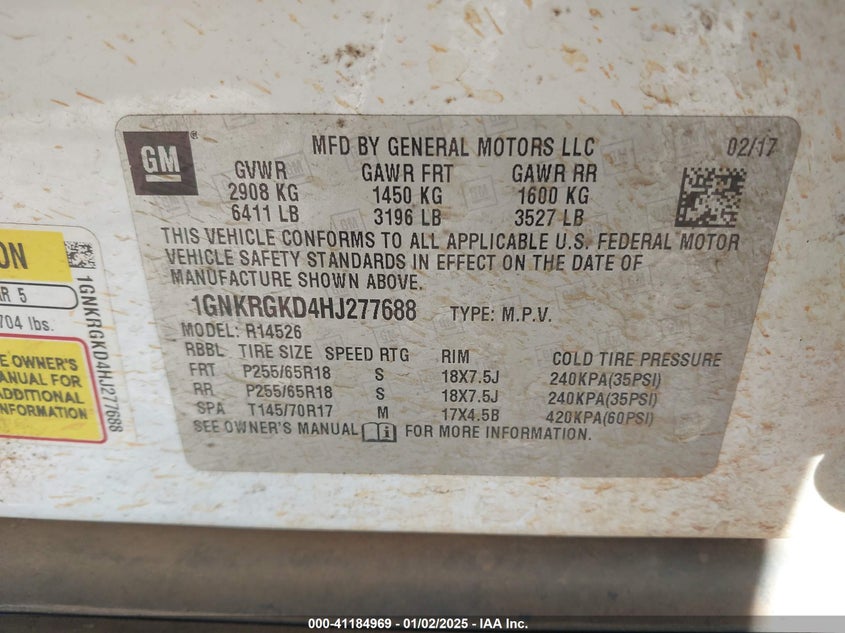 GM
MFD BY GENERAL MOTORS LLC
02/17
GVWR GAWR FRT GAWR RR
2908 KG 1450 KG 1600 KG
6411 LB 3196 LB 3527 LB
THIS VEHICLE CONFORMS TO ALL APPLICABLE U.S. FEDERAL MOTOR
VEHICLE SAFETY STANDARDS IN EFFECT ON THE DATE OF
MANUFACTURE SHOWN ABOVE.
1GNKRGKD4HJ277688 TYPE: M.P.V.
MODEL: R14526
RBBL TIRE SIZE SPEED RTG RIM COLD TIRE PRESSURE
FRT P255/65R18 S 18X7.5J 240KPA(35PSI)
RR P255/65R18 S 18X7.5J 240KPA(35PSI)
SPA T145/70R17 M 17X4.5B 420KPA(60PSI)
SEE OWNER'S MANUAL i FOR MORE INFORMATION.
ON
R 5
704 lbs.
E OWNER'S
MANUAL FOR
ADDITIONAL
INFORMATION
1GNKRGKD4HJ277688
000-41184969 - 01/02/2025 - IAA Inc.